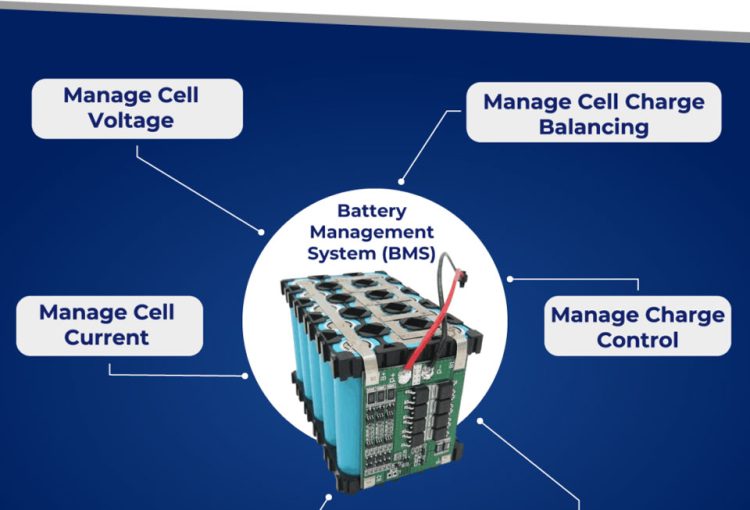 Manage Cell
Voltage
Manage Cell Charge
Balancing
Battery
Management
System (BMS)
Manage Cell
Current
Manage Charge
Control